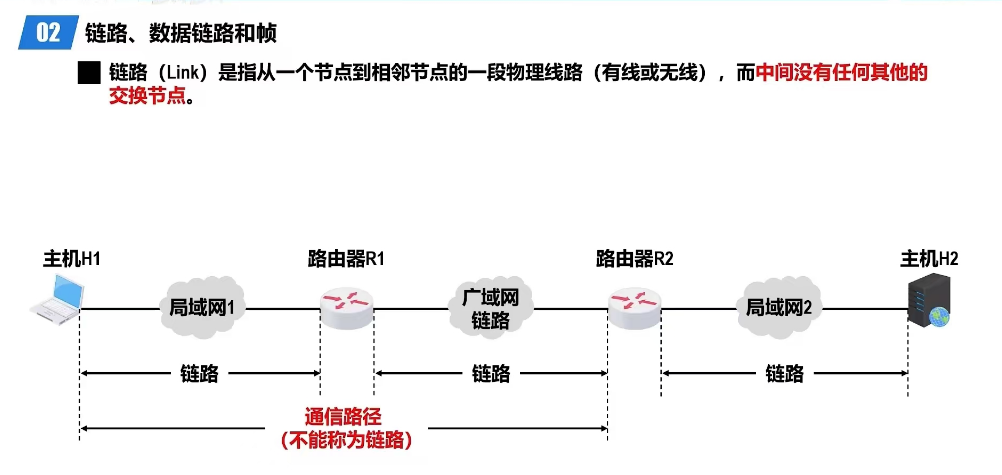 02 链路、数据链路和帧
链路（Link）是指从一个节点到相邻节点的一段物理线路（有线或无线），而中间没有任何其他的
交换节点。
主机H1 路由器R1 路由器R2 主机H2
局域网1 广域网 局域网2
链路
链路 链路 链路
通信路径
（不能称为链路）